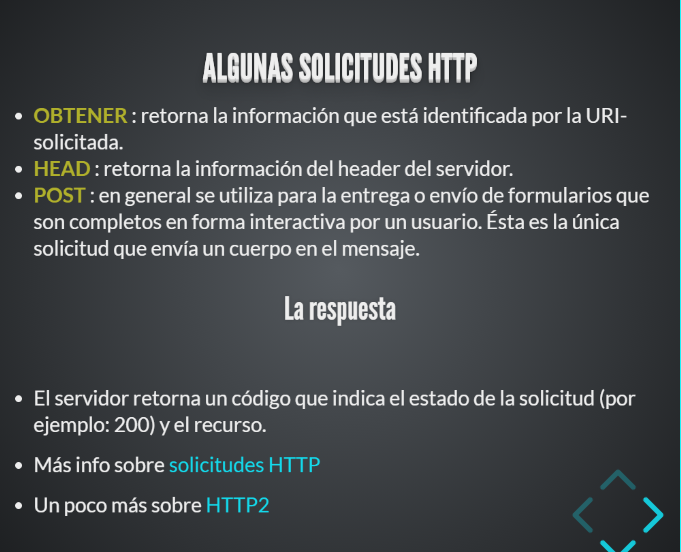 ALGUNAS SOLICITUDES HTTP
OBTENER : retorna la información que está identificada por la URI-
solicitada.
HEAD : retorna la información del header del servidor.
POST : en general se utiliza para la entrega o envío de formularios que
son completos en forma interactiva por un usuario. Ésta es la única
solicitud que envía un cuerpo en el mensaje.
La respuesta
El servidor retorna un código que indica el estado de la solicitud (por
ejemplo: 200) y el recurso.
Más info sobre solicitudes HTTP
Un poco más sobre HTTP2